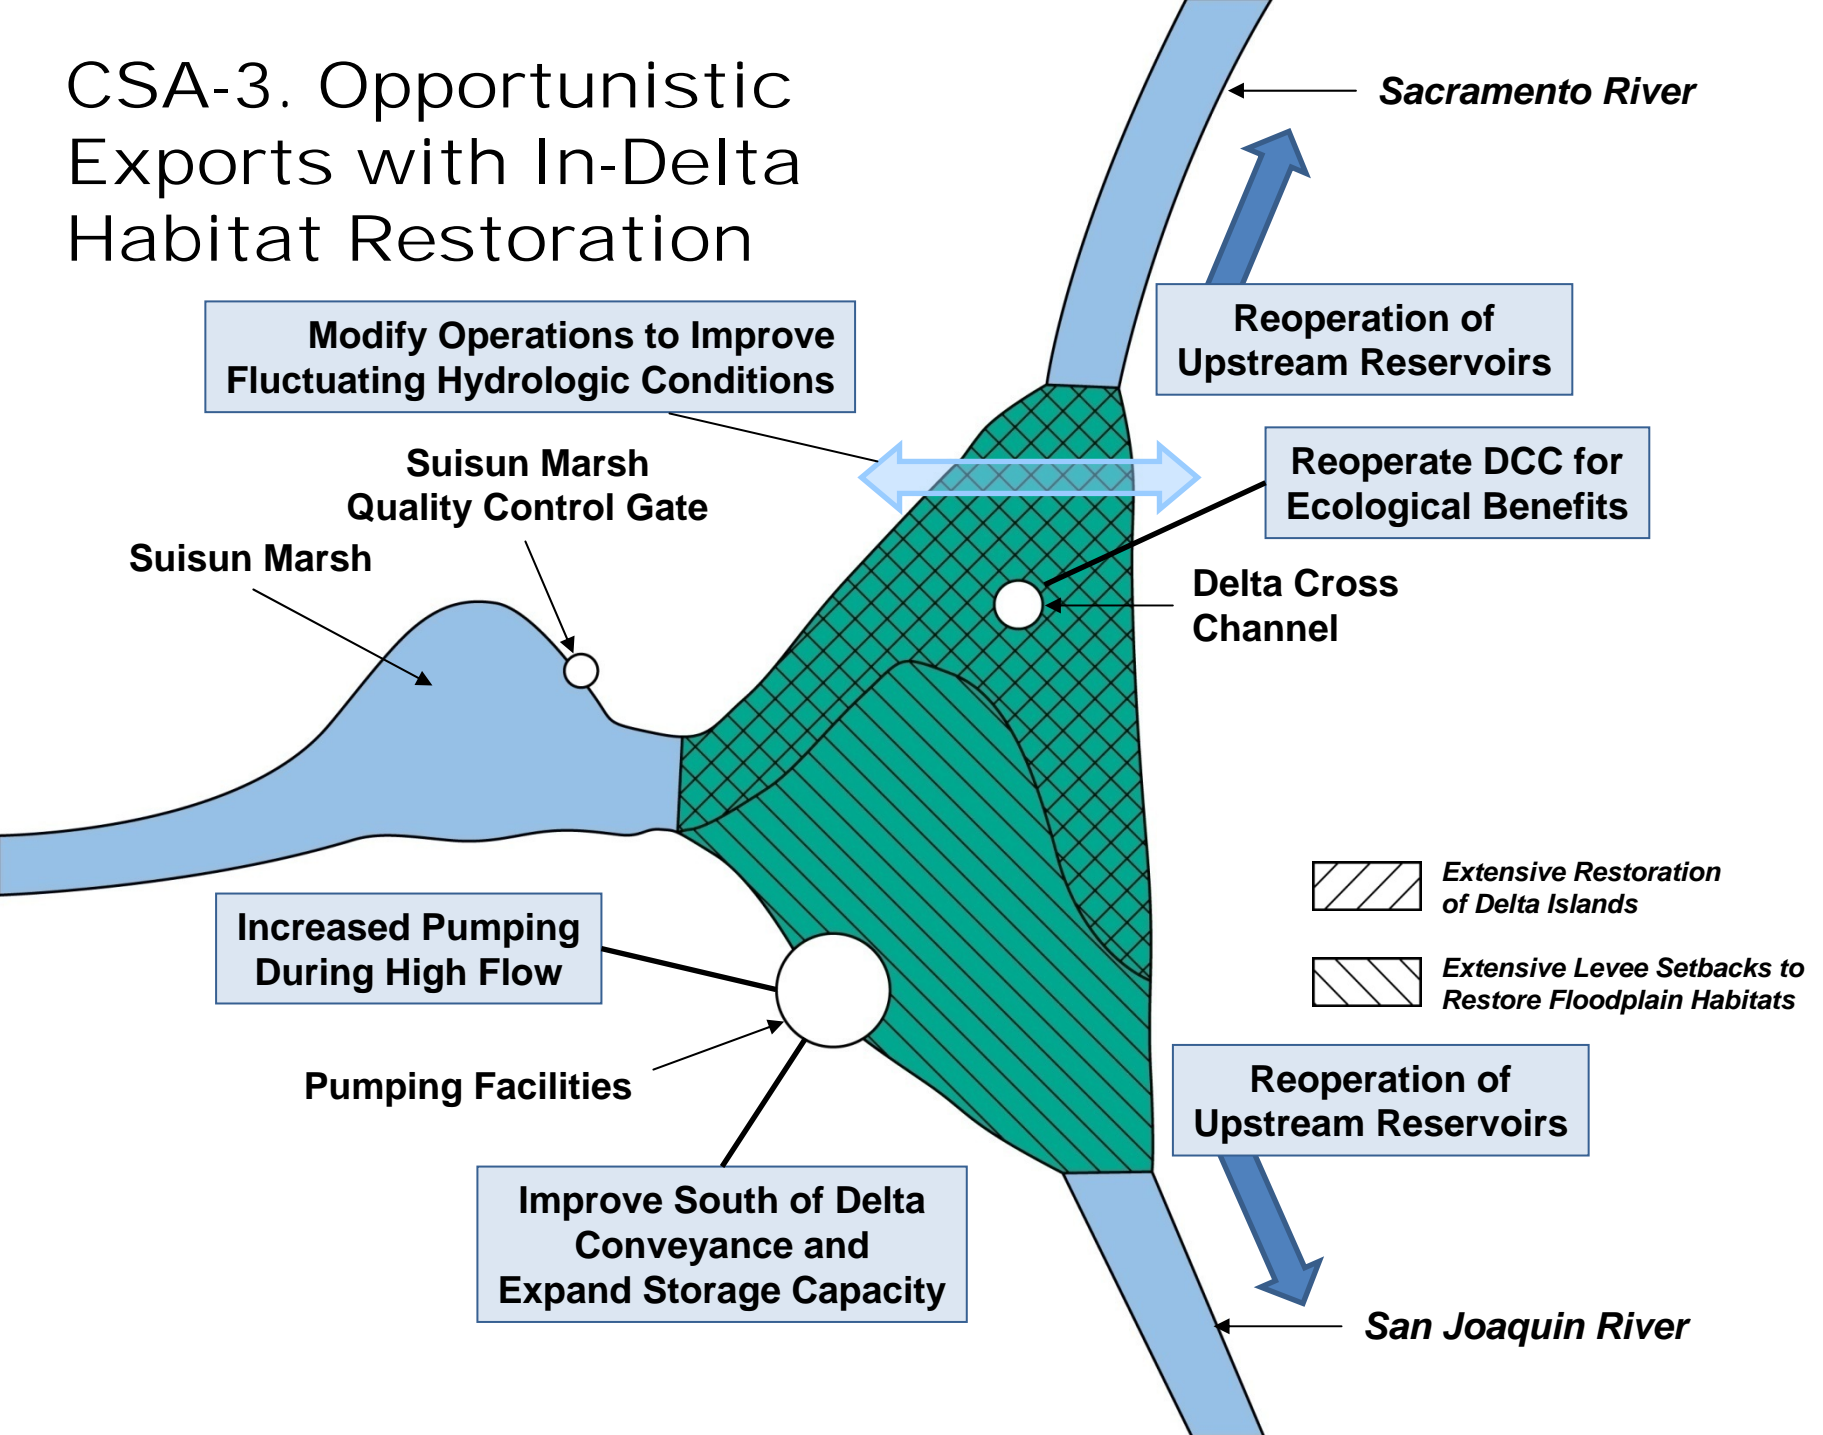 CSA-3. Opportunistic
Exports with In-Delta
Habitat Restoration
Sacramento River
Reoperation of
Upstream Reservoirs
Modify Operations to Improve
Fluctuating Hydrologic Conditions
Reoperate DCC for
Ecological Benefits
Suisun Marsh
Quality Control Gate
Suisun Marsh
Delta Cross
Channel
Extensive Restoration
of Delta Islands
Extensive Levee Setbacks to
Restore Floodplain Habitats
Increased Pumping
During High Flow
Pumping Facilities
Reoperation of
Upstream Reservoirs
Improve South of Delta
Conveyance and
Expand Storage Capacity
San Joaquin River